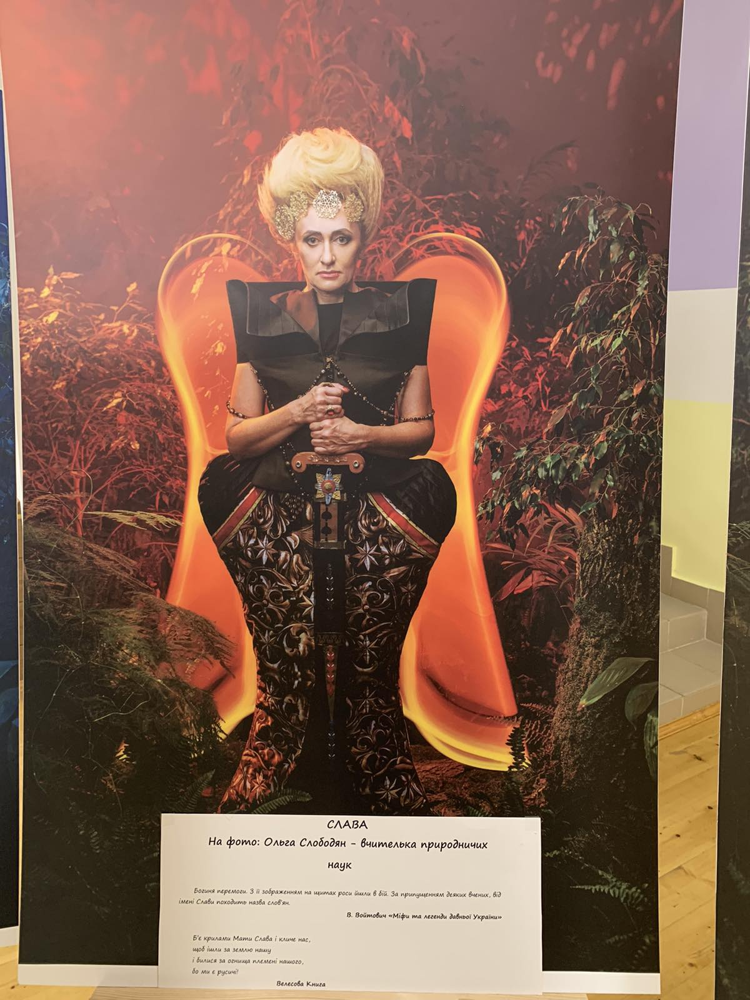 СЛАВА
На фото: Ольга Слободян - вчителька природничих
наук
Богиня перемоги. З її зображенням на щитах роси йшли в бій. За припущенням деяких вчених, від
імені Слави походить назва слов'ян.
В. Войтович «Міфи та легенди давньої України»
Б'є крилами Мати Слава і кличе нас,
щоб ішли за землю нашу
і билися за огнища племені нашого,
бо ми є русичі!
Велесова Книга